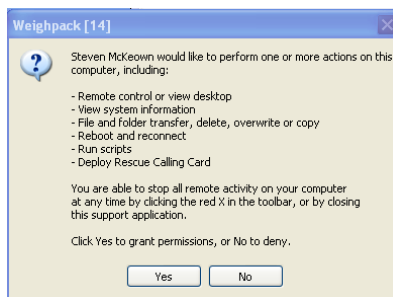 Weighpack [14]
Steven McKeown would like to perform one or more actions on this
computer, including:
- Remote control or view desktop
- View system information
- File and folder transfer, delete, overwrite or copy
- Reboot and reconnect
- Run scripts
- Deploy Rescue Calling Card
You are able to stop all remote activity on your computer
at any time by clicking the red X in the toolbar, or by closing
this support application.
Click Yes to grant permissions, or No to deny.
Yes No